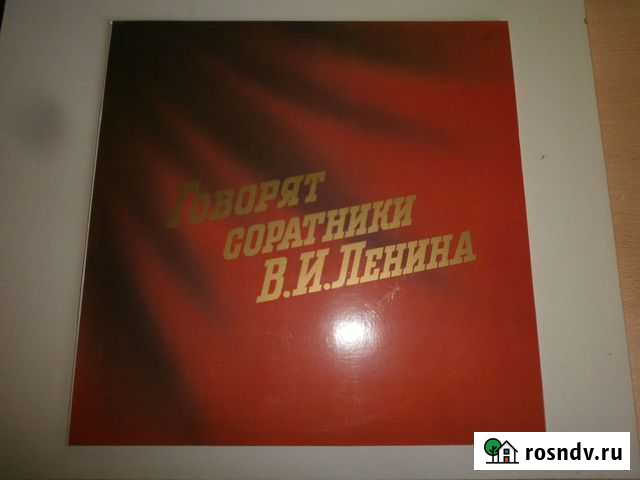 Говорят
соратники
В.И.Ленина
rosndv.ru